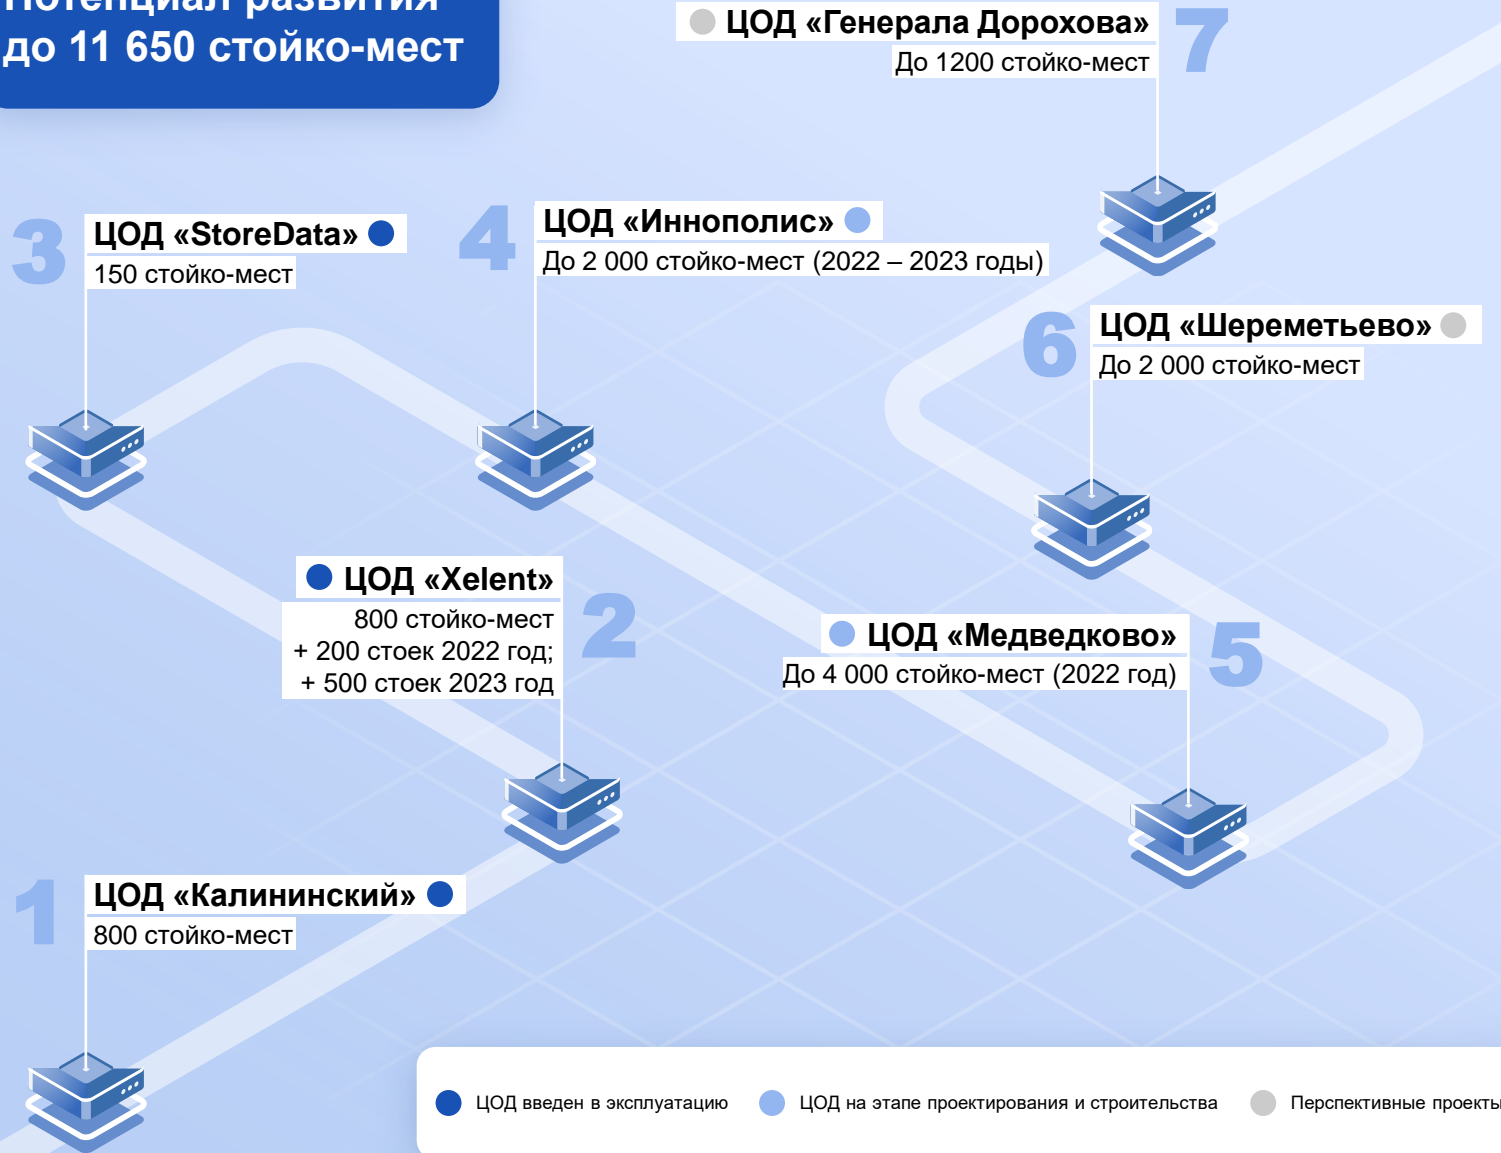 Потенциал развития
до 11 650 стойко-мест
ЦОД «Генерала Дорохова»
До 1200 стойко-мест
7
3
ЦОД «StoreData»
150 стойко-мест
4
ЦОД «Иннополис»
До 2 000 стойко-мест (2022 – 2023 годы)
6
ЦОД «Шереметьево»
До 2 000 стойко-мест
ЦОД «Xelent»
800 стойко-мест
+ 200 стоек 2022 год;
+ 500 стоек 2023 год
2
ЦОД «Медведково»
До 4 000 стойко-мест (2022 год)
5
1
ЦОД «Калининский»
800 стойко-мест
ЦОД введен в эксплуатацию
ЦОД на этапе проектирования и строительства
Перспективные проекты